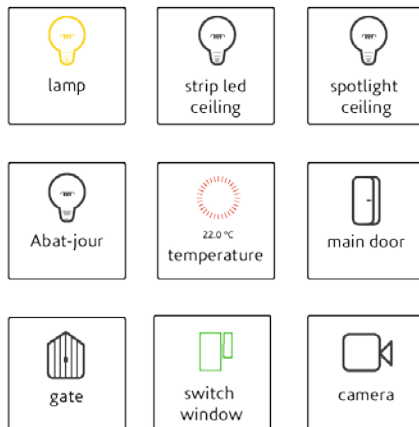 lamp
strip led
ceiling
spotlight
ceiling
Abat-jour
22.0 °C
temperature
main door
gate
switch
window
camera